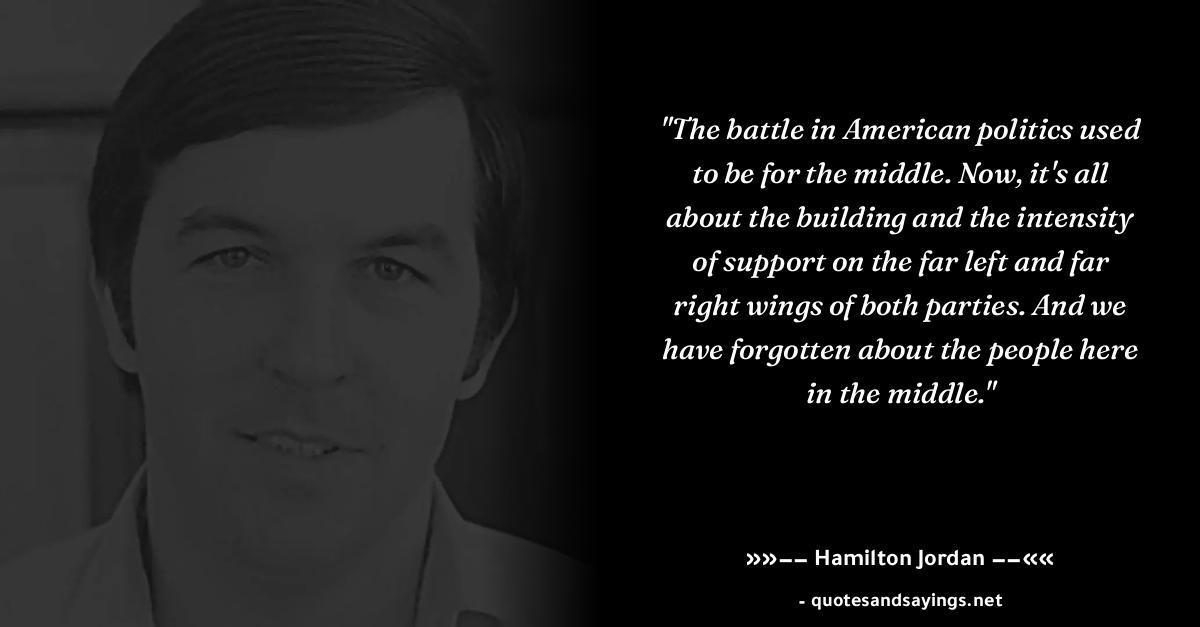 "The battle in American politics used
to be for the middle. Now, it's all
about the building and the intensity
of support on the far left and far
right wings of both parties. And we
have forgotten about the people here
in the middle."
»»−− Hamilton Jordan −−««
- quotesandsayings.net